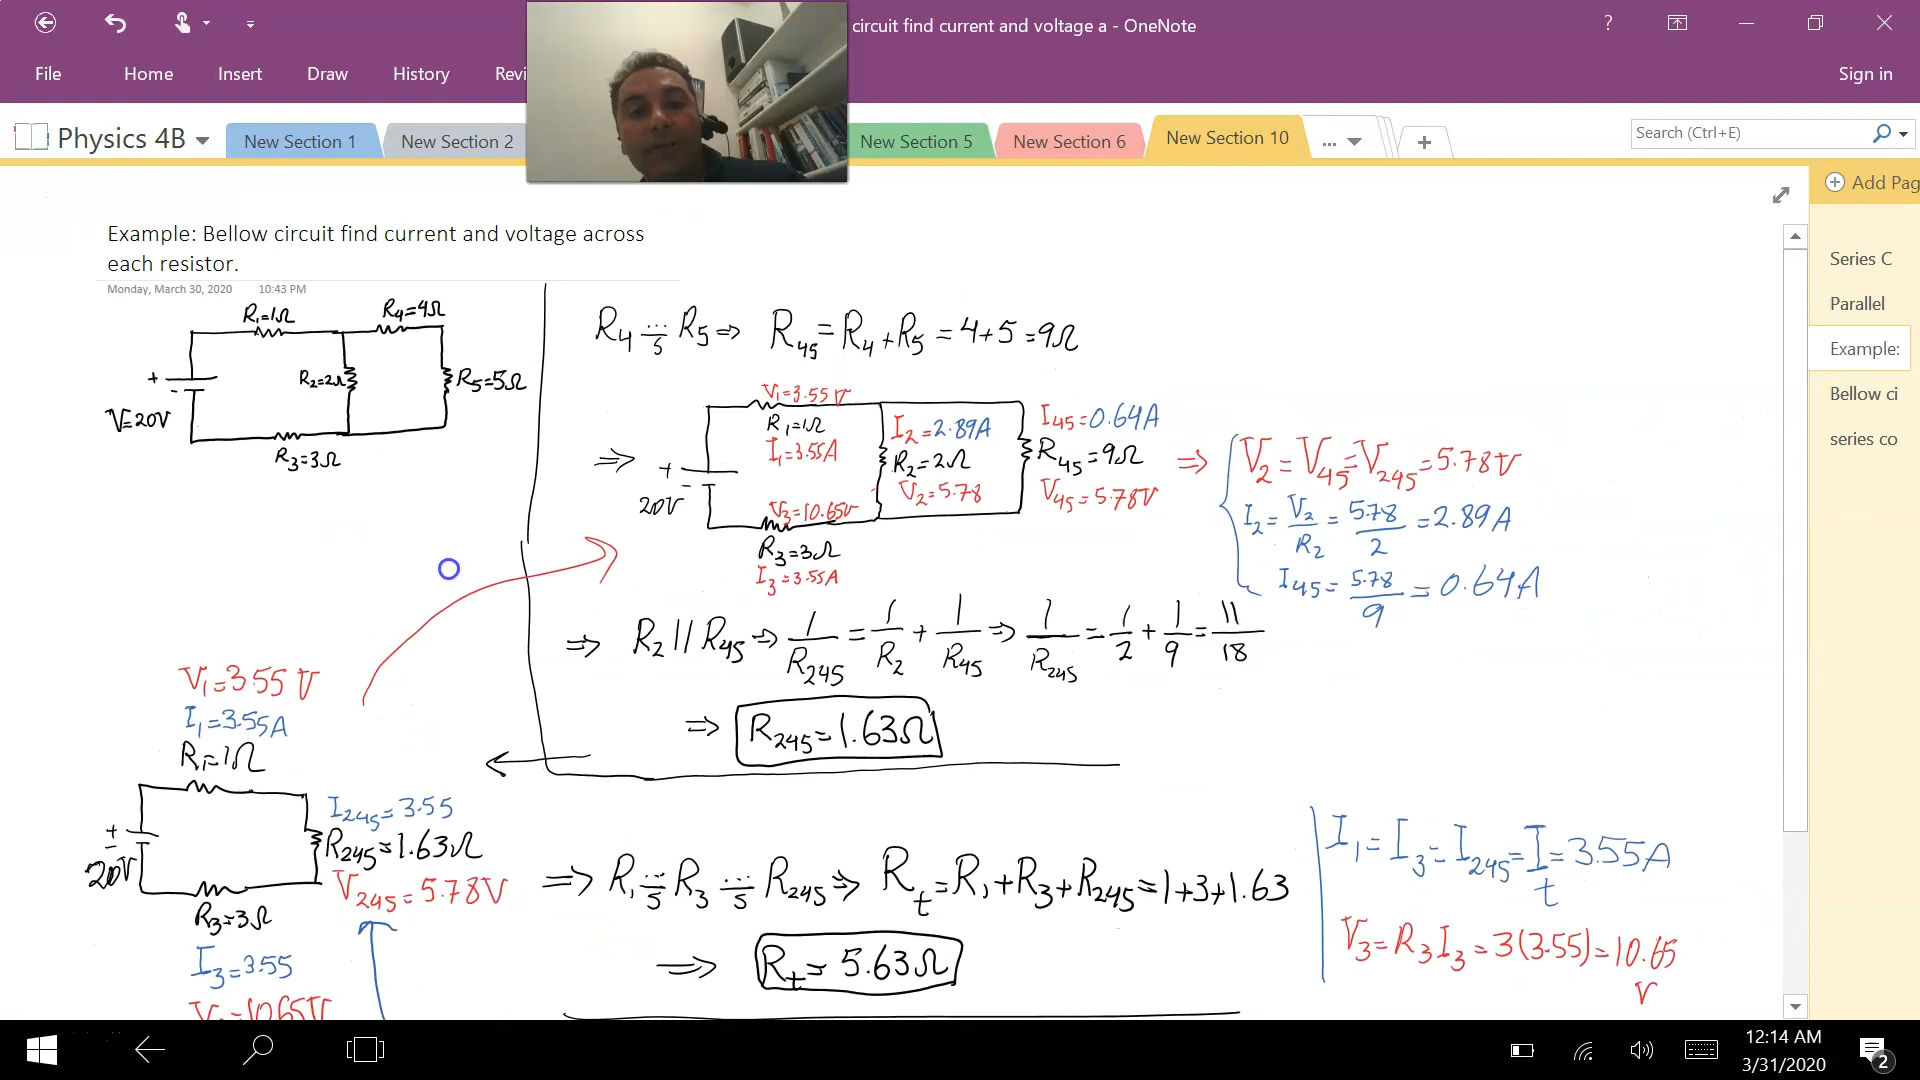 circuit find current and voltage a - OneNote
File Home Insert Draw History Revi
Sign in
Physics 4B
New Section 1 New Section 2 New Section 5 New Section 6 New Section 10 ...
Search (Ctrl+E)
Add Pag
Series C
Parallel
Example:
Bellow ci
series co
Example: Bellow circuit find current and voltage across
each resistor.
Monday, March 30, 2020 10:43 PM
R1=1Ω R4=4Ω
R2=2Ω R5=5Ω
+
-
V=20V
R3=3Ω
R4 ÷s R5 ⇒ R45 = R4 + R5 = 4+5 = 9Ω
V1=3.55V
R1=1Ω
I1=3.55A
I2=2.89A
R2=2Ω
V2=5.78
I45=0.64A
R45=9Ω
V45=5.78V
⇒ + - 20V
V3=10.65V
R3=3Ω
I3=3.55A
⇒ V2 = V45 = V245 = 5.78V
I2 = V2/R2 = 5.78/2 = 2.89A
I45 = 5.78/9 = 0.64A
⇒ R2 // R45 ⇒ 1/R245 = 1/R2 + 1/R45 ⇒ 1/R245 = 1/2 + 1/9 = 11/18
⇒ R245 = 1.63Ω
V1=3.55 V
I1=3.55A
R1=1Ω
I245=3.55
R245=1.63Ω
V245=5.78V
+
-
20V
R3=3Ω
I3=3.55
⇒ R1 ÷s R3 ÷s R245 ⇒ Rt = R1 + R3 + R245 = 1+3+1.63
⇒ Rt = 5.63Ω
I1 = I3 = I245 = It = 3.55A
V3 = R3 I3 = 3(3.55) = 10.65
V
12:14 AM
3/31/2020
2